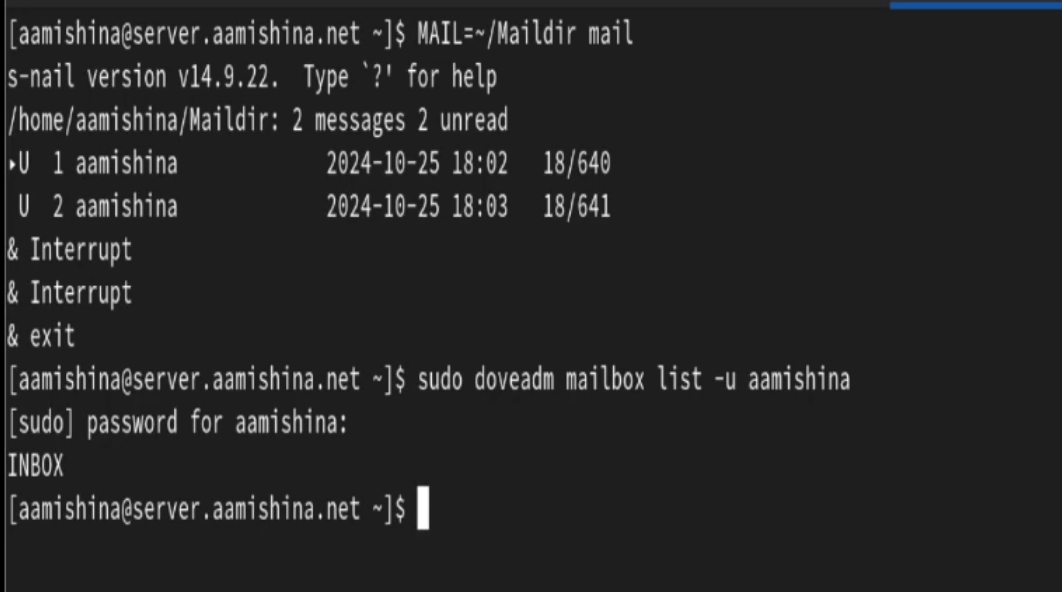 [aamishina@server.aamishina.net ~]$ MAIL=~/Maildir mail
s-nail version v14.9.22.  Type `?' for help
/home/aamishina/Maildir: 2 messages 2 unread
▸U  1 aamishina             2024-10-25 18:02   18/640
 U  2 aamishina             2024-10-25 18:03   18/641
& Interrupt
& Interrupt
& exit
[aamishina@server.aamishina.net ~]$ sudo doveadm mailbox list -u aamishina
[sudo] password for aamishina:
INBOX
[aamishina@server.aamishina.net ~]$